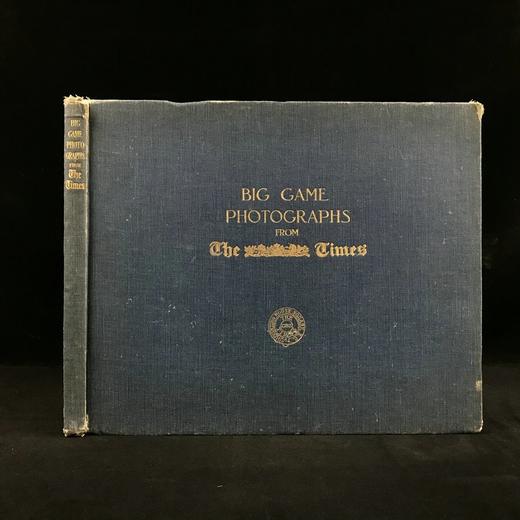 BIG
GAME
PHOTO
GRAPHS
FROM
The
Times
BIG GAME
PHOTOGRAPHS
FROM
The Times